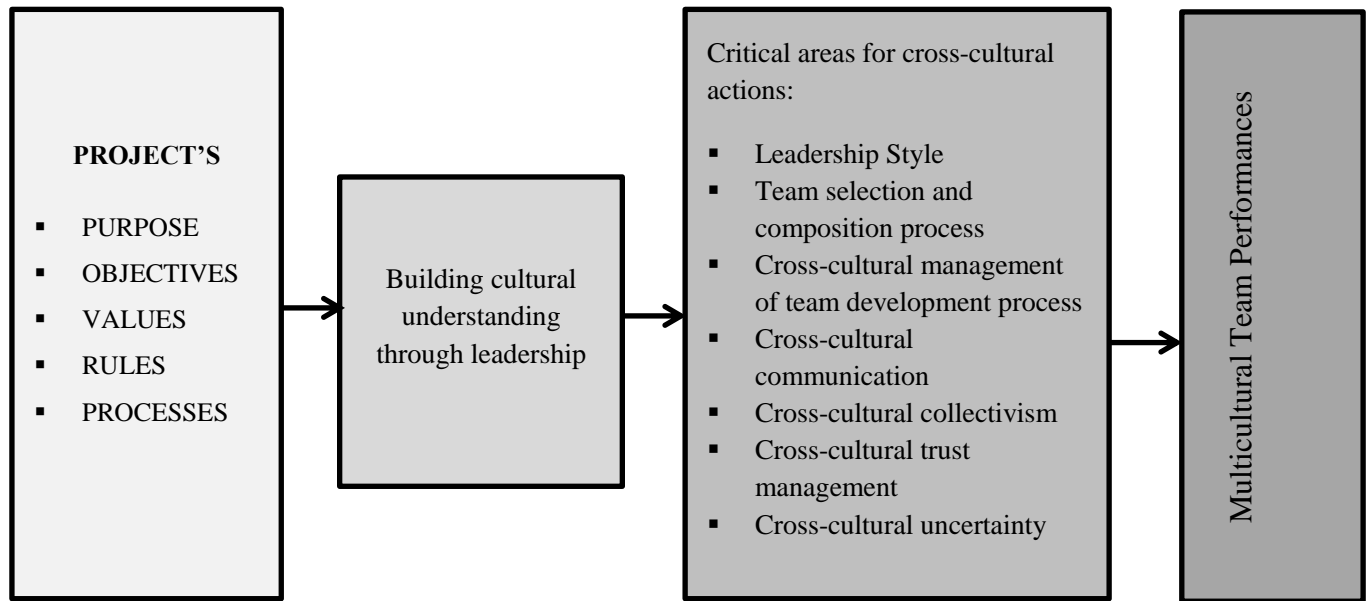 PROJECT’S
▪ PURPOSE
▪ OBJECTIVES
▪ VALUES
▪ RULES
▪ PROCESSES
Building cultural
understanding
through leadership
Critical areas for cross-cultural
actions:
▪ Leadership Style
▪ Team selection and
composition process
▪ Cross-cultural management
of team development process
▪ Cross-cultural
communication
▪ Cross-cultural collectivism
▪ Cross-cultural trust
management
▪ Cross-cultural uncertainty
Multicultural Team Performances